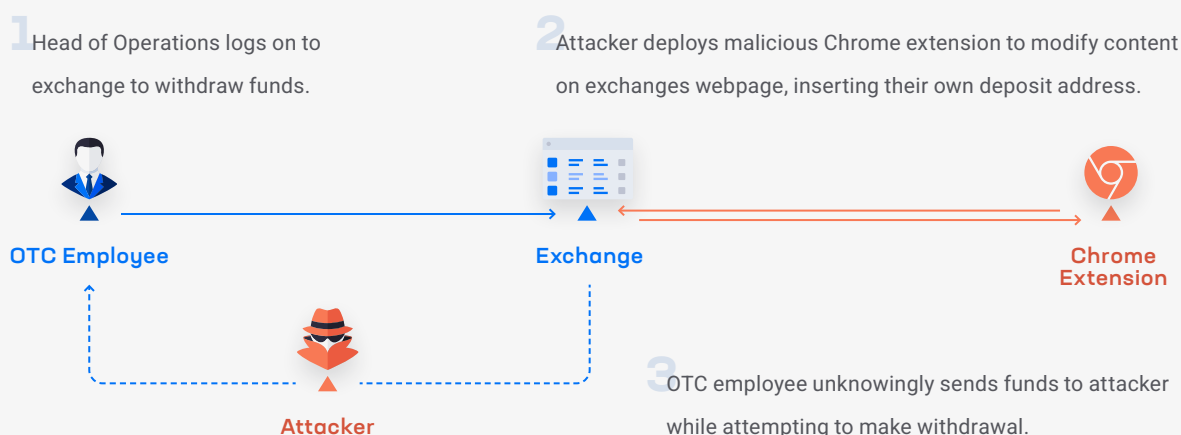 1
Head of Operations logs on to
exchange to withdraw funds.
2
Attacker deploys malicious Chrome extension to modify content
on exchanges webpage, inserting their own deposit address.
OTC Employee
Exchange
Chrome
Extension
3
OTC employee unknowingly sends funds to attacker
while attempting to make withdrawal.
Attacker